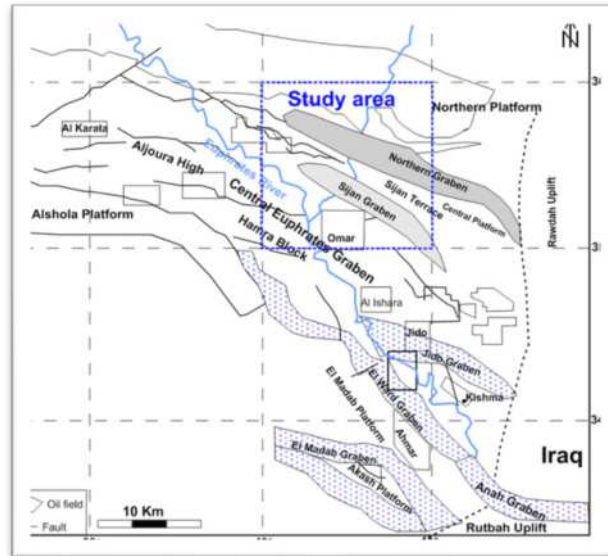 N
Study area
Northern Platform
Al Karata
Aljoura High
Euphrates River
Northern Graben
Sijan Graben
Sijan Terrace
Central Platform
Rawdah Uplift
Alshola Platform
Central Euphrates Graben
Hamra Block
Omar
Al Ishara
Jido
Jido Graben
El Ward Graben
Kishma
El Madab Platform
Ahmar
El Madab Graben
Akash Platform
Iraq
Anah Graben
Oil field
Fault
10 Km
Rutbah Uplift